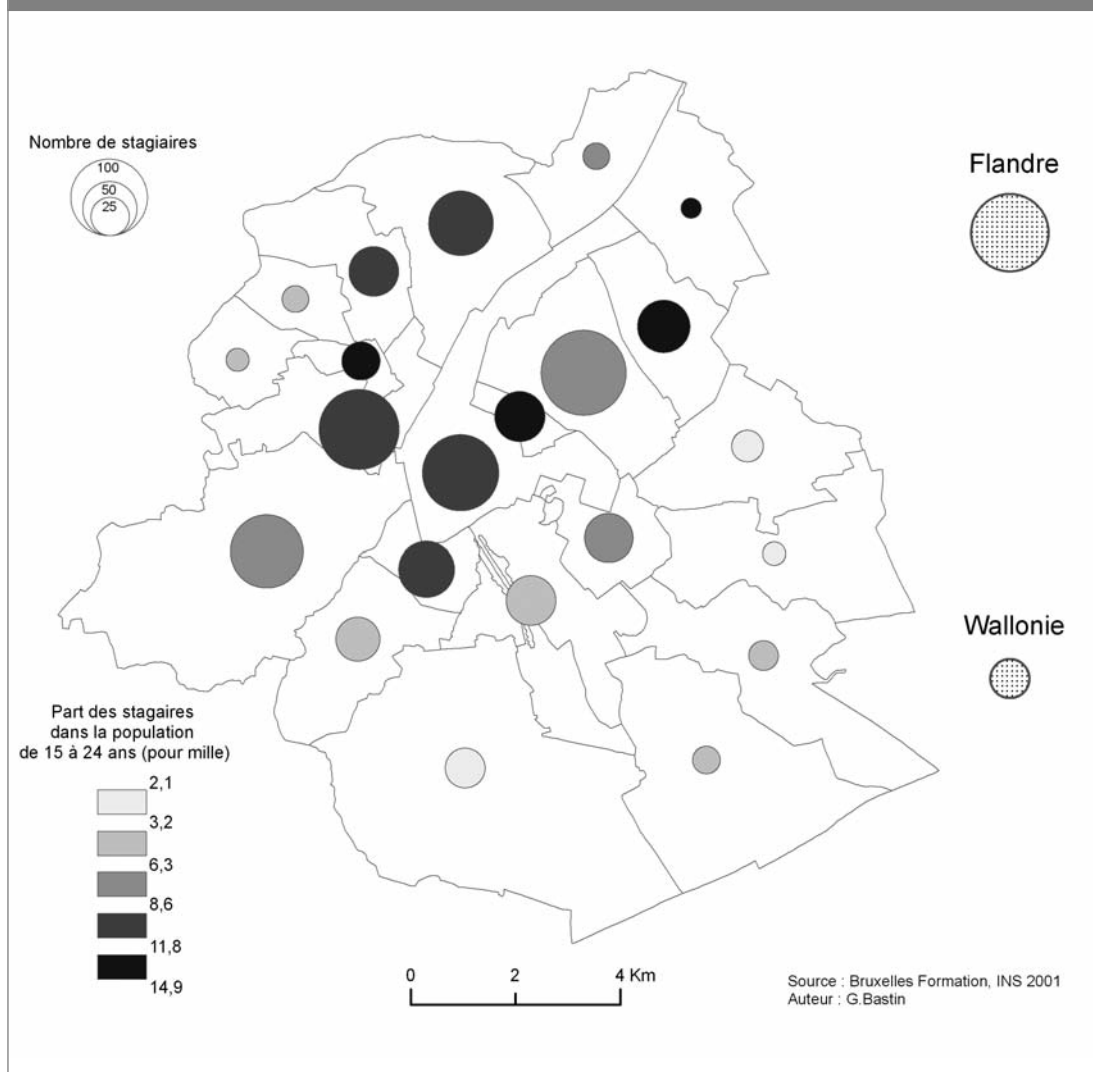 Nombre de stagiaires
100
50
25
Flandre
Wallonie
Part des stagaires
dans la population
de 15 à 24 ans (pour mille)
2,1
3,2
6,3
8,6
11,8
14,9
0 2 4 Km
Source : Bruxelles Formation, INS 2001
Auteur : G.Bastin